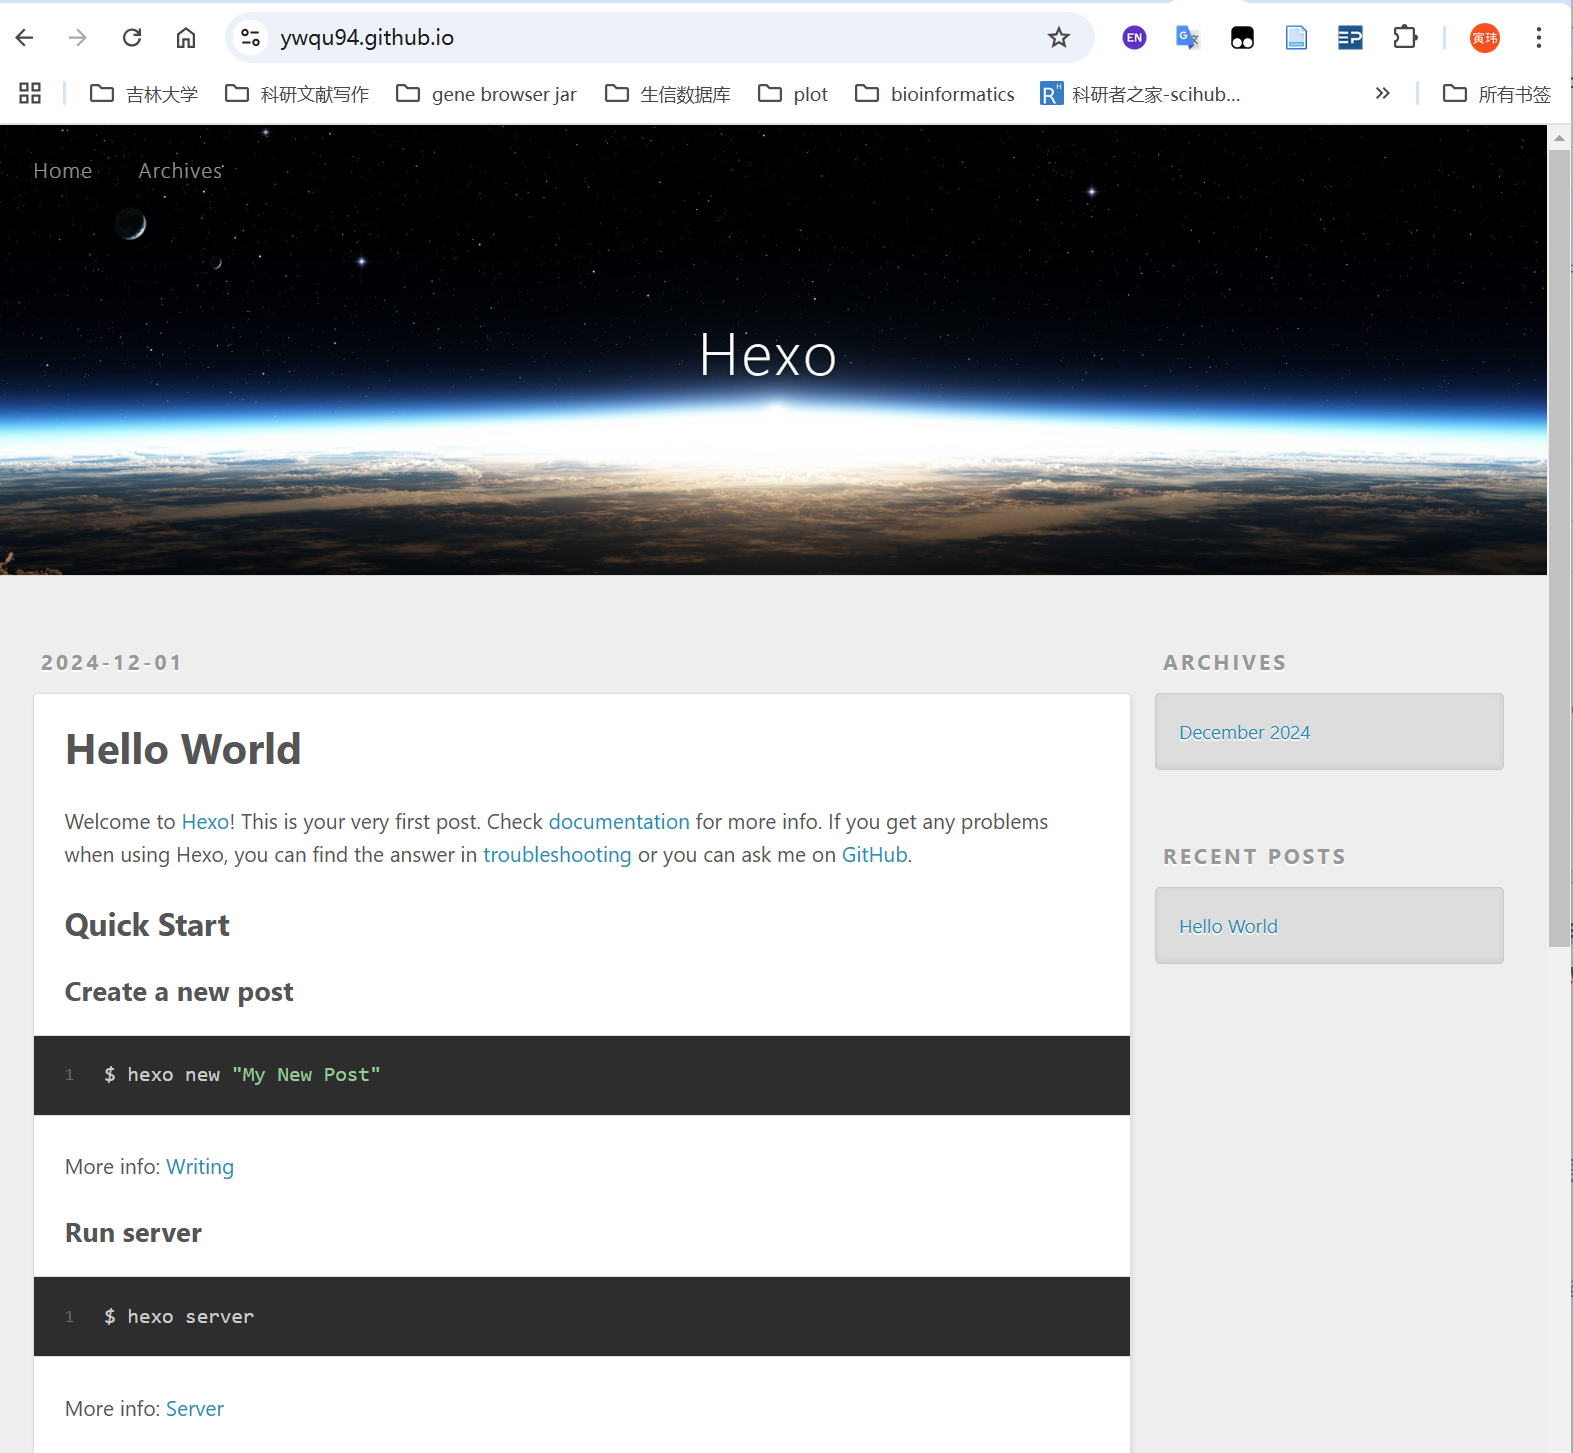 ywqu94.github.io
EN
G
EP
寅玮
吉林大学
科研文献写作
gene browser jar
生信数据库
plot
bioinformatics
RH
科研者之家-scihub...
»
所有书签
Home
Archives
Hexo
2024-12-01
Hello World
Welcome to Hexo! This is your very first post. Check documentation for more info. If you get any problems
when using Hexo, you can find the answer in troubleshooting or you can ask me on GitHub.
Quick Start
Create a new post
1 $ hexo new "My New Post"
More info: Writing
Run server
1 $ hexo server
More info: Server
ARCHIVES
December 2024
RECENT POSTS
Hello World